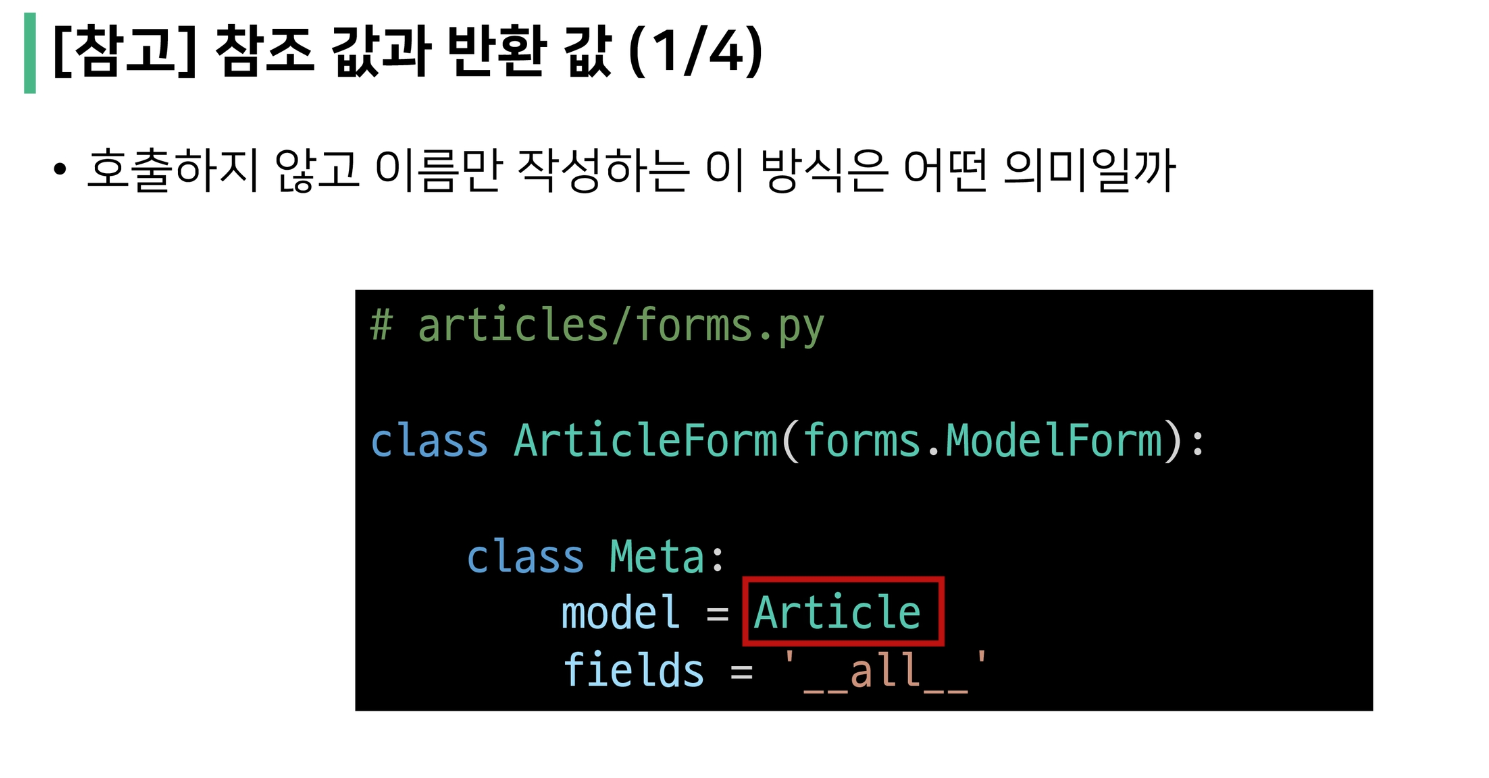 [참고] 참조 값과 반환 값 (1/4)
• 호출하지 않고 이름만 작성하는 이 방식은 어떤 의미일까
# articles/forms.py
class ArticleForm(forms.ModelForm):
    class Meta:
        model = Article
        fields = '__all__'